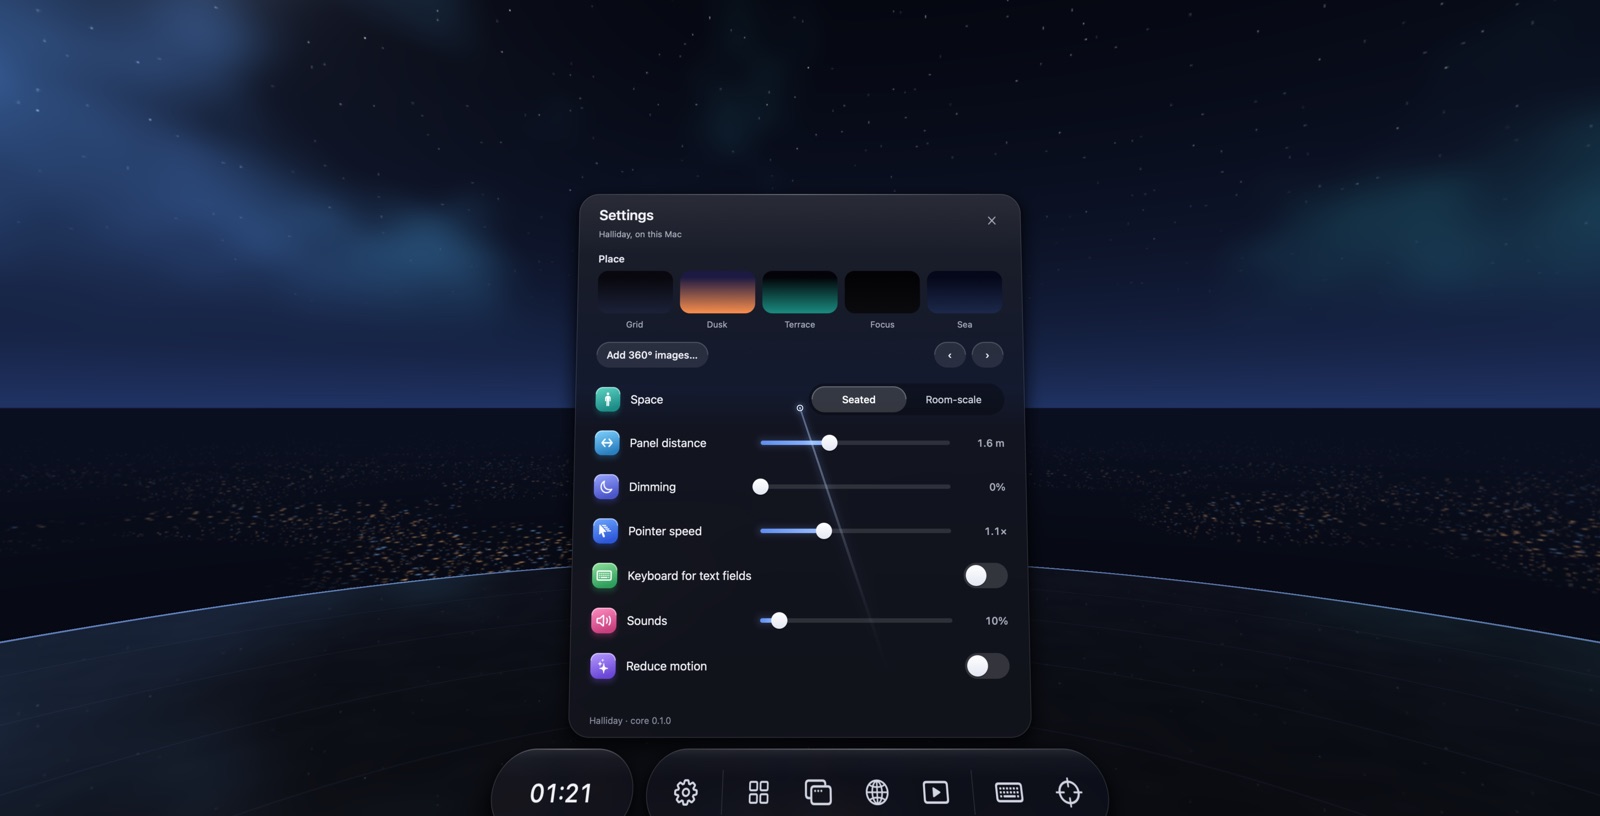 Settings
Halliday, on this Mac
Place
Grid Dusk Terrace Focus Sea
Add 360° images... ‹ ›
Space Seated Room-scale
Panel distance 1.6 m
Dimming 0%
Pointer speed 1.1×
Keyboard for text fields
Sounds 10%
Reduce motion
Halliday · core 0.1.0
01:21